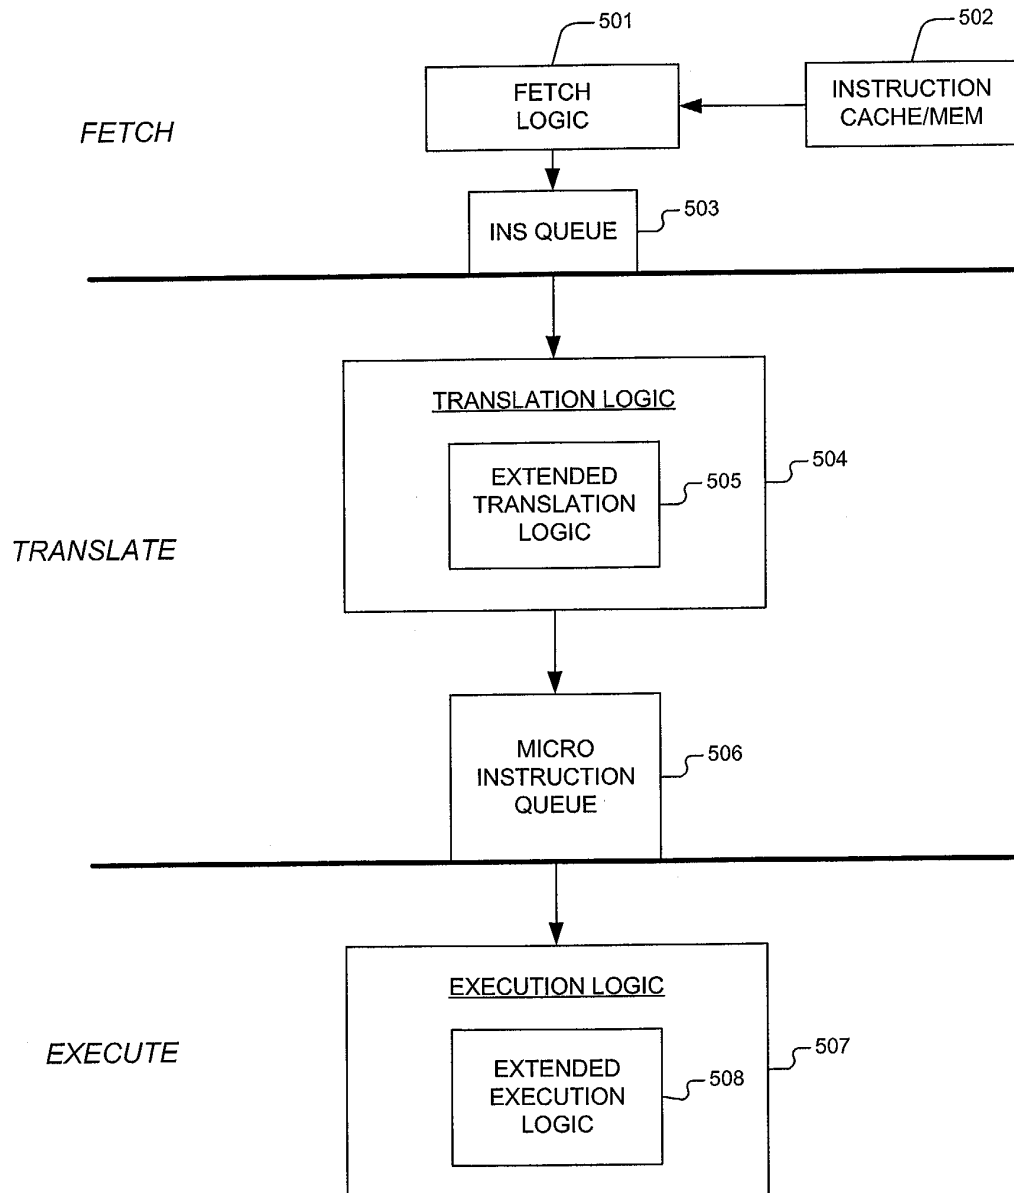 501
502
FETCH
LOGIC
INSTRUCTION
CACHE/MEM
FETCH
503
INS QUEUE
TRANSLATION LOGIC
504
EXTENDED
TRANSLATION
LOGIC
505
TRANSLATE
MICRO
INSTRUCTION
QUEUE
506
EXECUTION LOGIC
507
EXECUTE
EXTENDED
EXECUTION
LOGIC
508